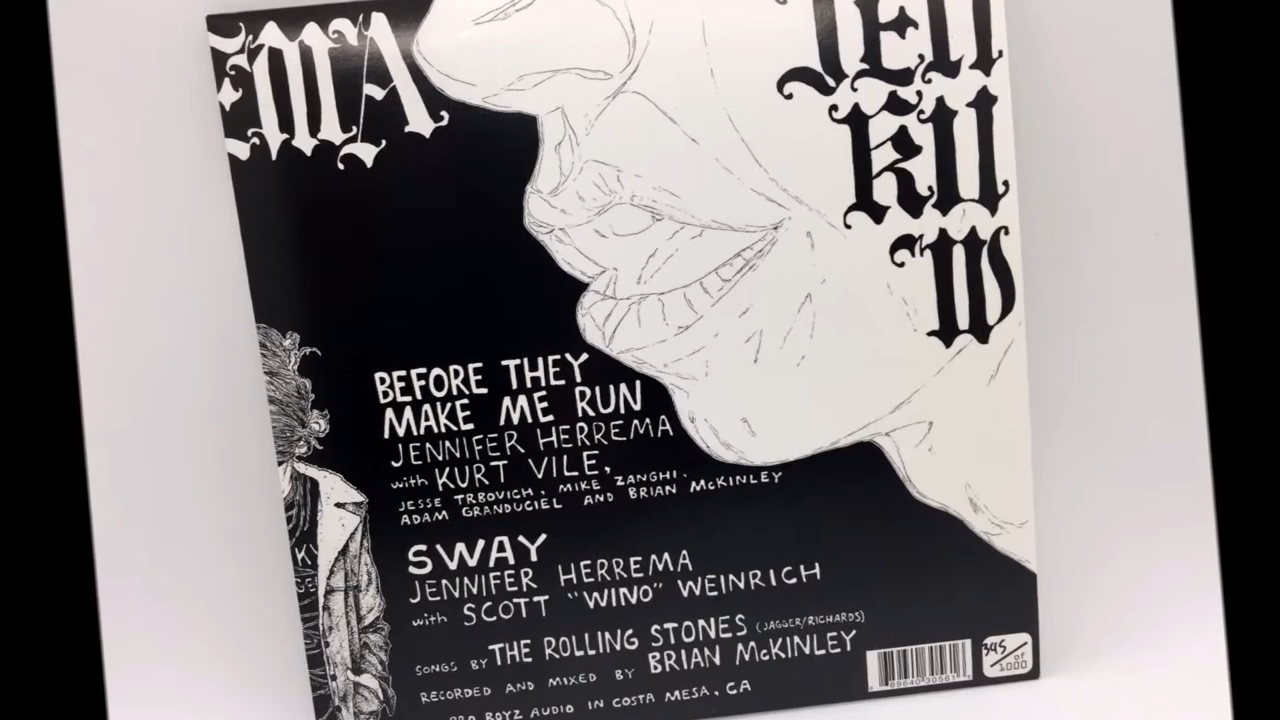 EMA
BEFORE THEY
MAKE ME RUN
JENNIFER HERREMA
with KURT VILE,
JESSE TRBOVICH, MIKE ZANGHI,
ADAM GRANDUCIEL AND BRIAN McKINLEY
SWAY
JENNIFER HERREMA
with SCOTT "WINO" WEINRICH
SONGS BY THE ROLLING STONES (JAGGER/RICHARDS)
RECORDED AND MIXED BY BRIAN McKINLEY
BOYZ AUDIO IN COSTA MESA, CA
345 of
1000